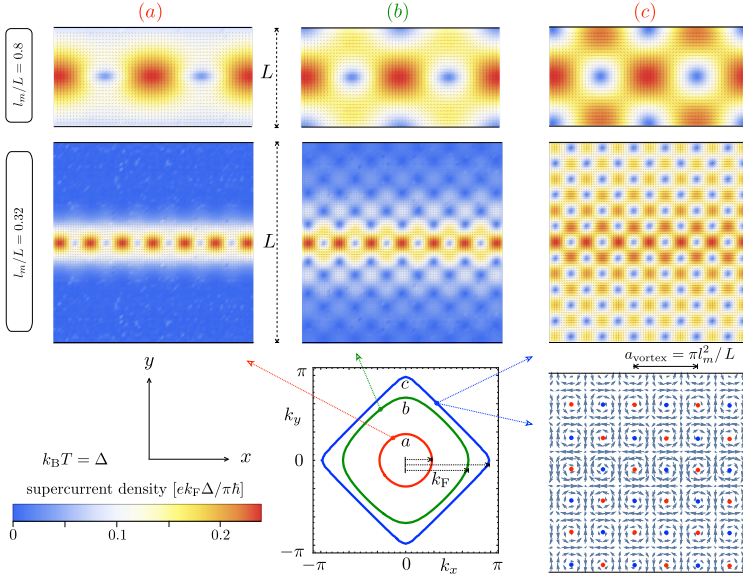 (a) (b) (c)
l_m/L = 0.8
L
l_m/L = 0.32
L
a_vortex = πl_m^2/L
y
x
k_BT = Δ
supercurrent density [ek_FΔ/πħ]
0 0.1 0.2
π
k_y
0
−π
c
b
a
k_F
−π 0 k_x π